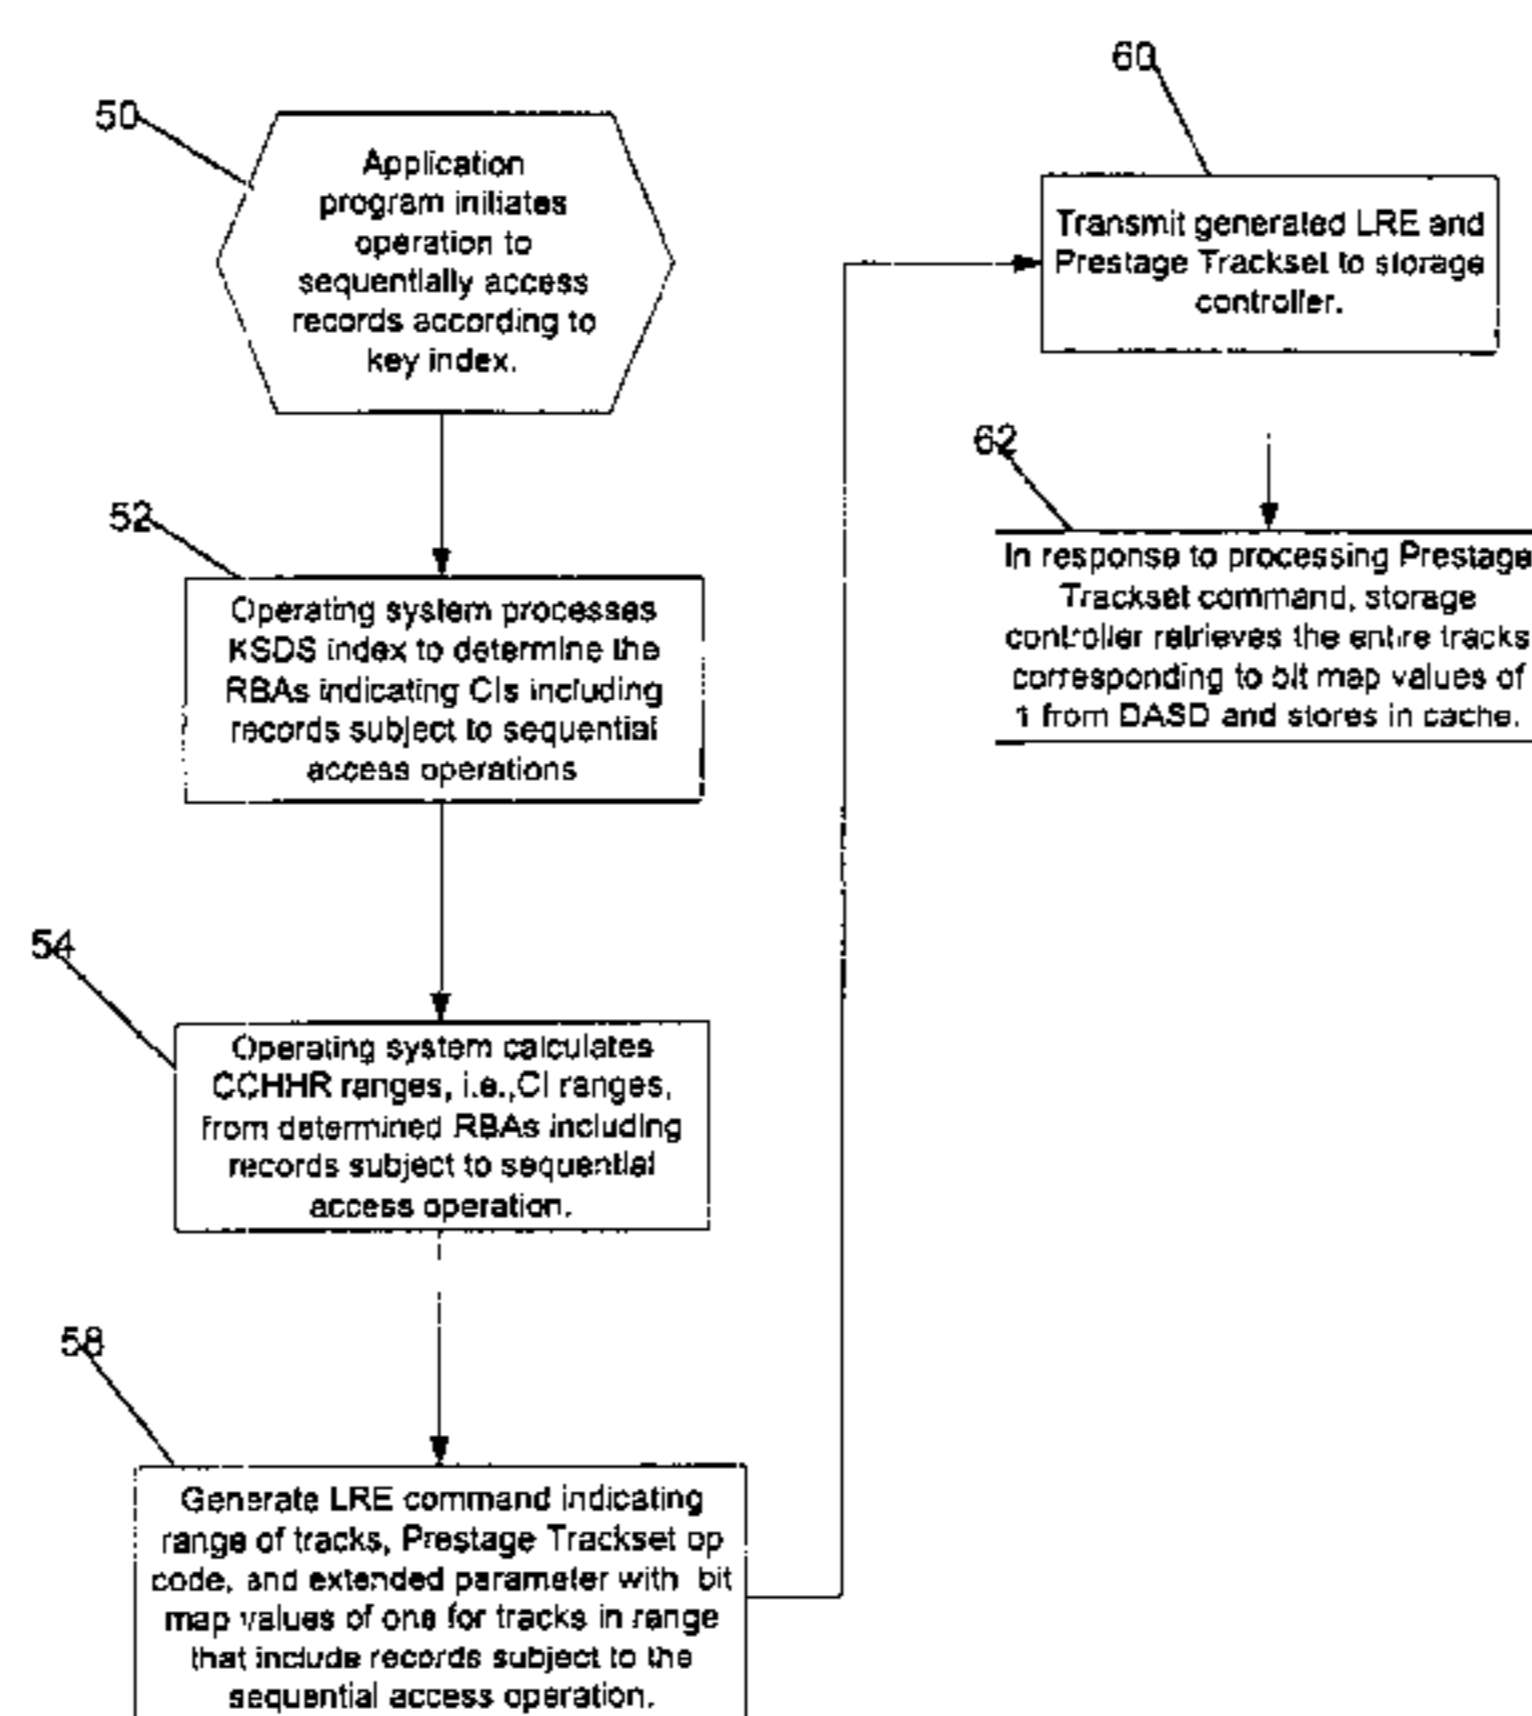 50
Application
program initiates
operation to
sequentially access
records according to
key index.
52
Operating system processes
KSDS index to determine the
RBAs indicating CIs including
records subject to sequential
access operations
54
Operating system calculates
CCHHR ranges, i.e.,CI ranges,
from determined RBAs including
records subject to sequential
access operation.
58
Generate LRE command indicating
range of tracks, Prestage Trackset op
code, and extended parameter with bit
map values of one for tracks in range
that include records subject to the
sequential access operation.
60
Transmit generated LRE and
Prestage Trackset to storage
controller.
62
In response to processing Prestage
Trackset command, storage
controller retrieves the entire tracks
corresponding to bit map values of
1 from DASD and stores in cache.